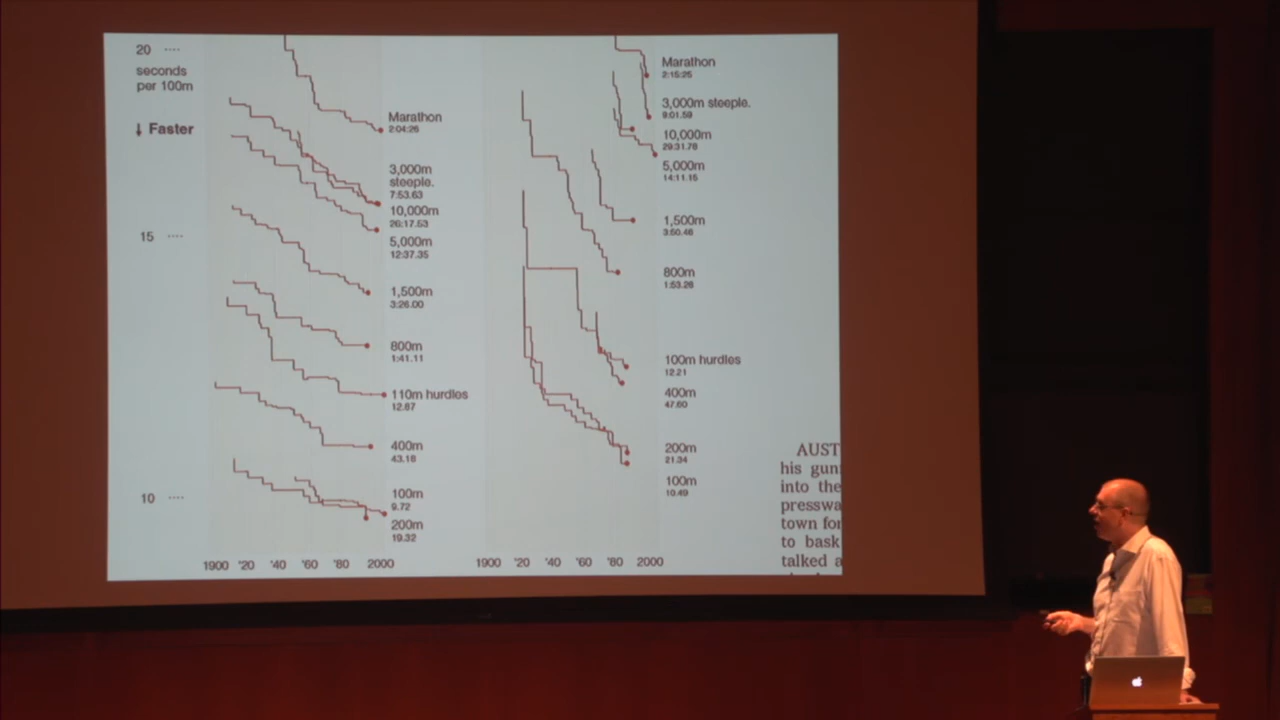 20 ....
seconds
per 100m
↓ Faster
15 ....
10 ....
Marathon
2:04:26
3,000m
steeple.
7:53.63
10,000m
26:17.53
5,000m
12:37.35
1,500m
3:26.00
800m
1:41.11
110m hurdles
12.87
400m
43.18
100m
9.72
200m
19.32
1900 '20 '40 '60 '80 2000
Marathon
2:15:25
3,000m steeple.
9:01.59
10,000m
29:31.78
5,000m
14:11.15
1,500m
3:50.46
800m
1:53.28
100m hurdles
12.21
400m
47.60
200m
21.34
100m
10.49
1900 '20 '40 '60 '80 2000
AUST
his gun
into the
presswa
town for
to bask
talked a